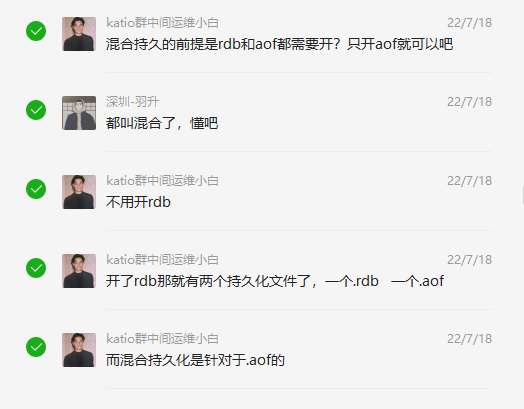 katio群中间运维小白 22/7/18
混合持久的前提是rdb和aof都需要开？只开aof就可以吧
深圳-羽升 22/7/18
都叫混合了，懂吧
katio群中间运维小白 22/7/18
不用开rdb
katio群中间运维小白 22/7/18
开了rdb那就有两个持久化文件了，一个.rdb 一个.aof
katio群中间运维小白 22/7/18
而混合持久化是针对于.aof的